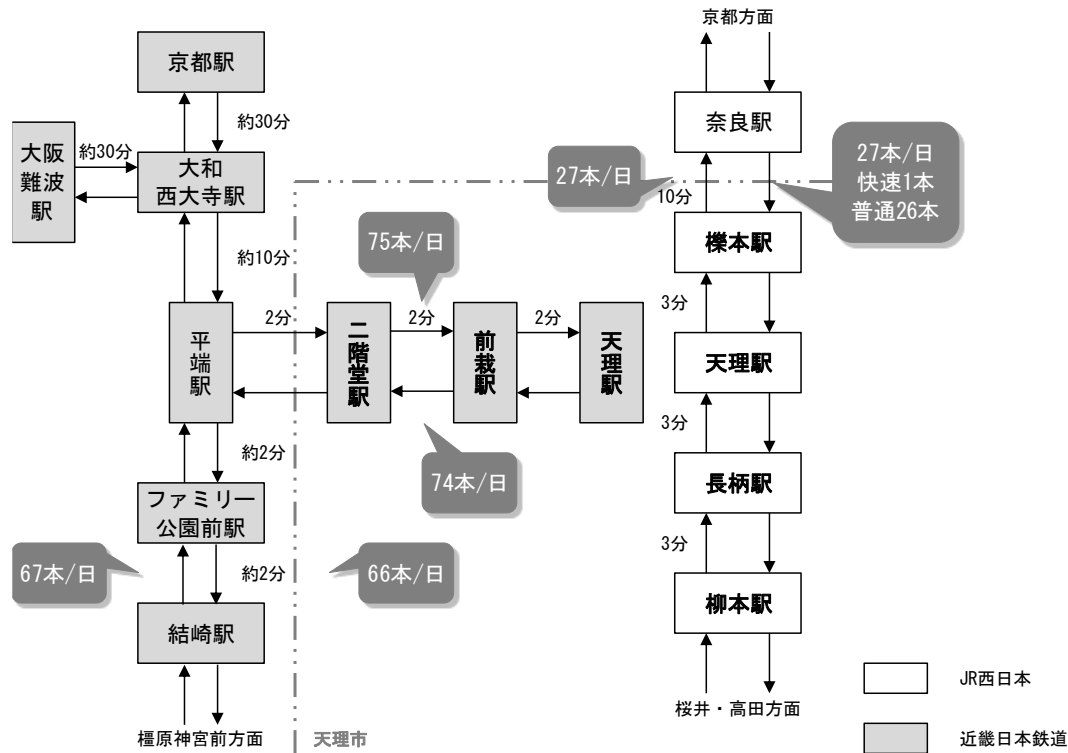 京都方面
京都駅
約30分
奈良駅
大阪
難波
駅
約30分
大和
西大寺駅
27本/日
27本/日
快速1本
普通26本
10分
櫟本駅
75本/日
約10分
3分
平端駅
2分
二階堂駅
2分
前栽駅
2分
天理駅
天理駅
3分
約2分
74本/日
長柄駅
ファミリー
公園前駅
3分
67本/日
約2分
66本/日
柳本駅
結崎駅
JR西日本
桜井・高田方面
橿原神宮前方面
天理市
近畿日本鉄道